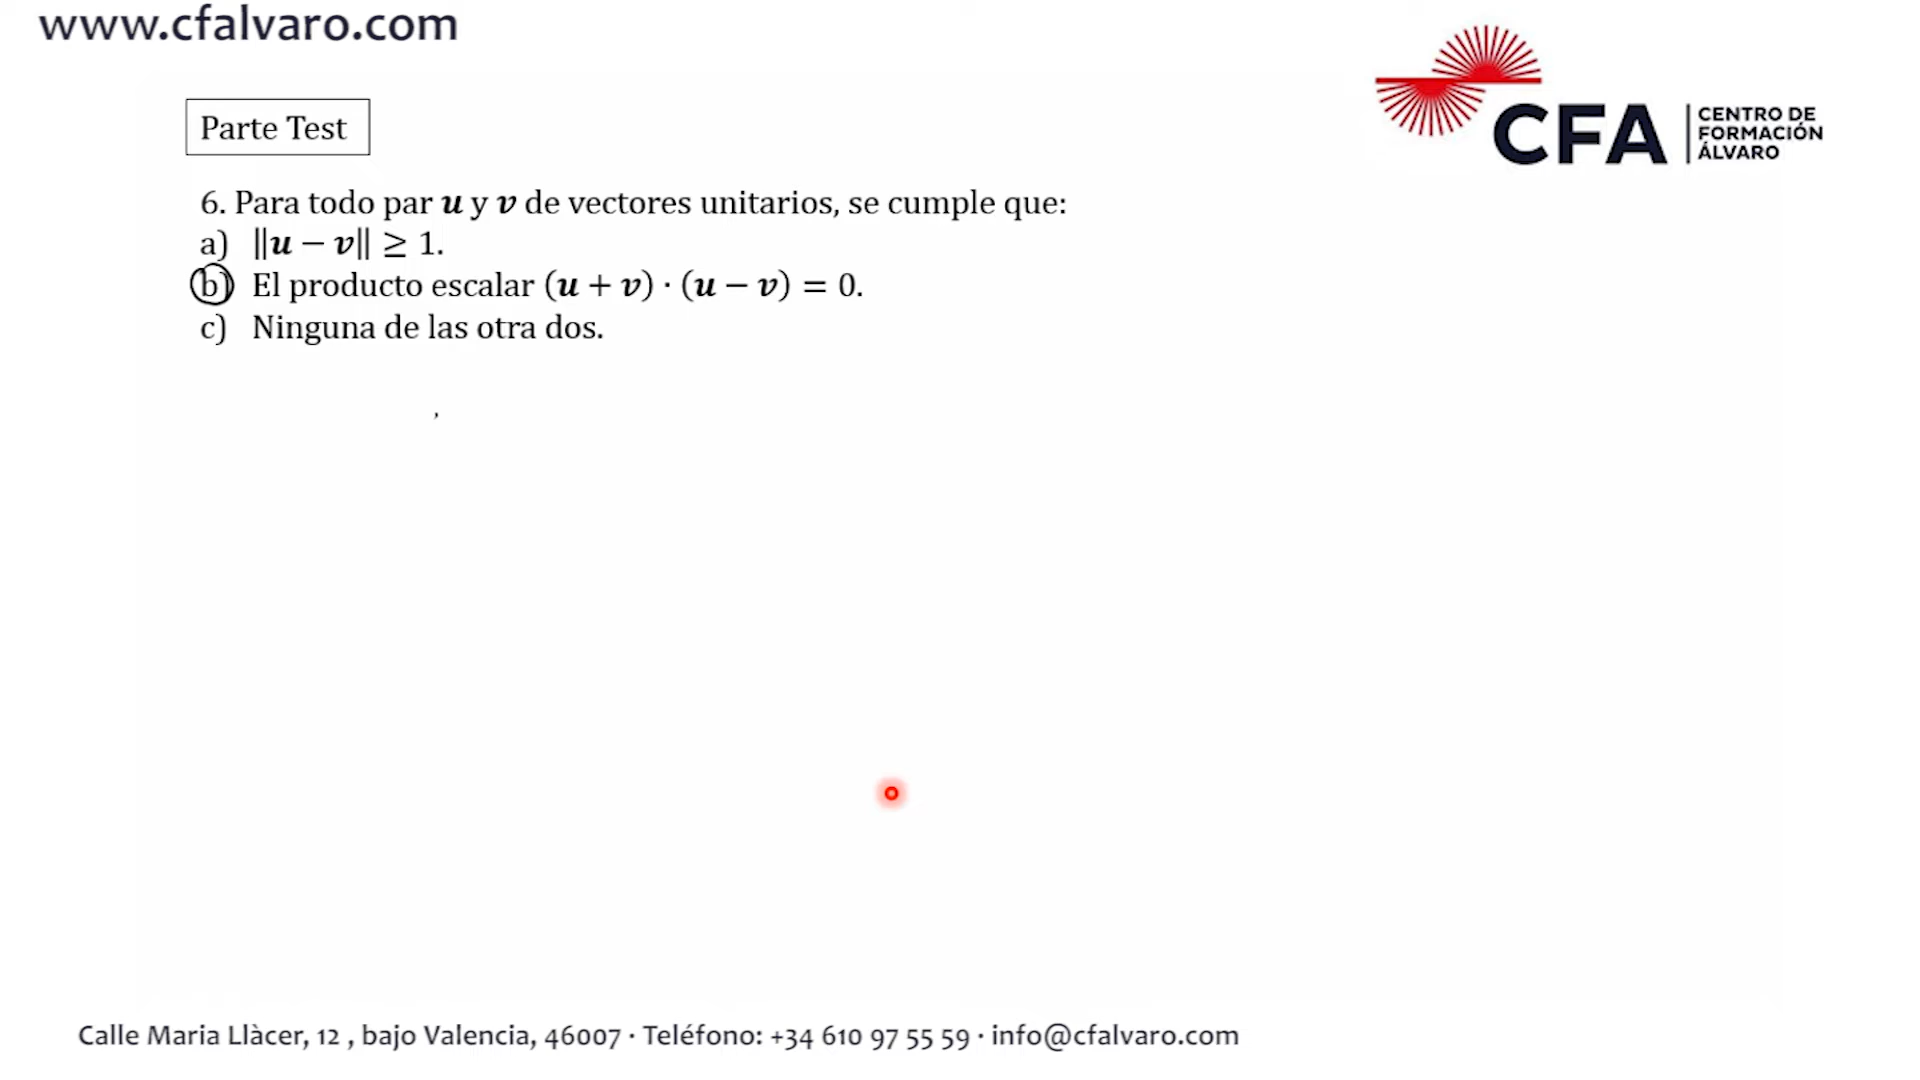 www.cfalvaro.com
CFA
CENTRO DE
FORMACIÓN
ÁLVARO
Parte Test
6. Para todo par u y v de vectores unitarios, se cumple que:
a) ‖u − v‖ ≥ 1.
b) El producto escalar (u + v) · (u − v) = 0.
c) Ninguna de las otra dos.
Calle Maria Llàcer, 12 , bajo Valencia, 46007 · Teléfono: +34 610 97 55 59 · info@cfalvaro.com